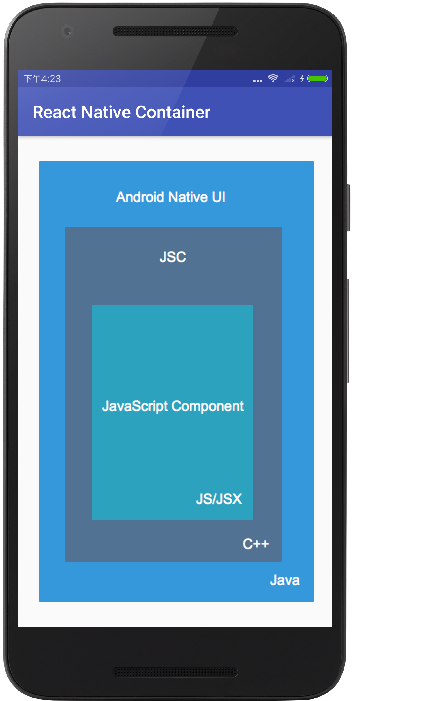 下午4:23
React Native Container
Android Native UI
JSC
JavaScript Component
JS/JSX
C++
Java